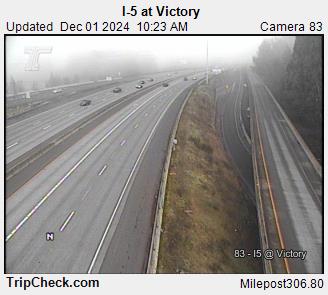 I-5 at Victory
Updated  Dec 01 2024  10:23 AM
Camera 83
N
83 - I5 @ Victory
TripCheck.com
Milepost306.80